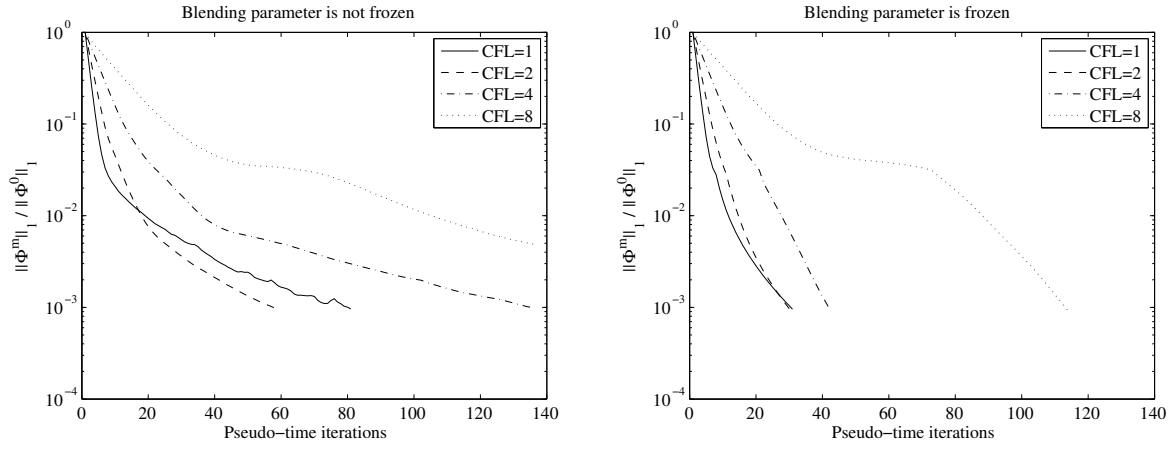 Blending parameter is not frozen
10^0
10^−1
10^−2
10^−3
10^−4
||Φ^m||_1 / ||Φ^0||_1
0 20 40 60 80 100 120 140
Pseudo−time iterations
CFL=1
CFL=2
CFL=4
CFL=8
Blending parameter is frozen
10^0
10^−1
10^−2
10^−3
10^−4
||Φ^m||_1 / ||Φ^0||_1
0 20 40 60 80 100 120 140
Pseudo−time iterations
CFL=1
CFL=2
CFL=4
CFL=8